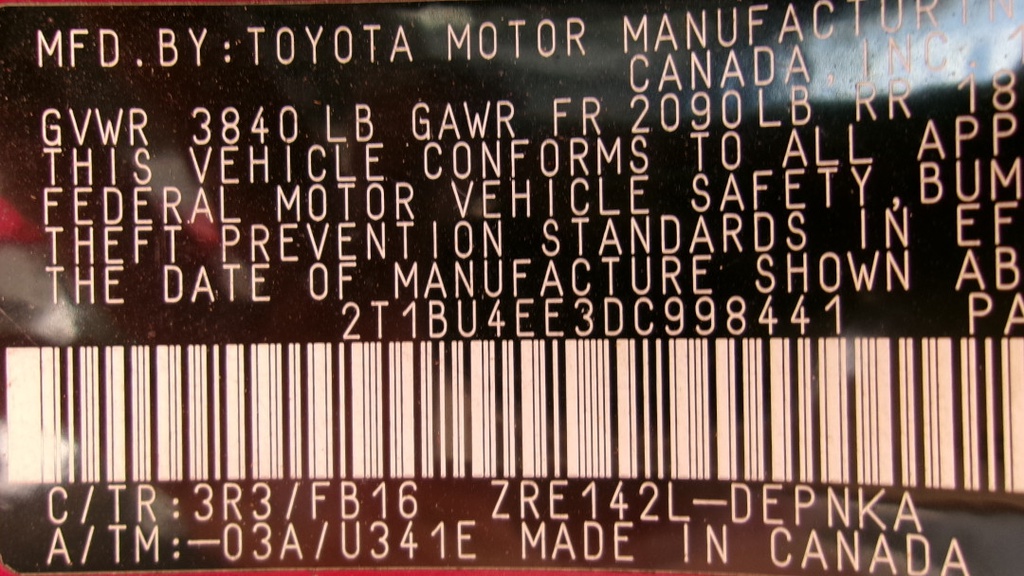 MFD.BY:TOYOTA MOTOR MANUFACTURIN
CANADA, INC.
GVWR 3840 LB GAWR FR 2090LB RR 18
THIS VEHICLE CONFORMS TO ALL APP
FEDERAL MOTOR VEHICLE SAFETY,BUM
THEFT PREVENTION STANDARDS IN EF
THE DATE OF MANUFACTURE SHOWN AB
2T1BU4EE3DC998441 PA
C/TR:3R3/FB16 ZRE142L-DEPNKA
A/TM:-03A/U341E MADE IN CANADA